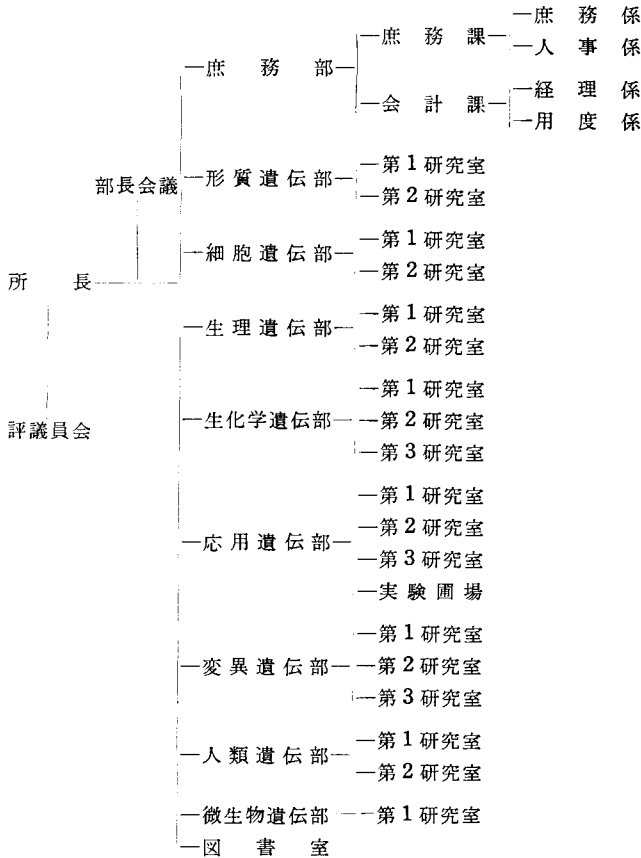 庶務係
庶務部 庶務課 人事係
会計課 経理係
用度係
部長会議 形質遺伝部 第1研究室
第2研究室
細胞遺伝部 第1研究室
第2研究室
所長
生理遺伝部 第1研究室
第2研究室
評議員会 生化学遺伝部 第1研究室
第2研究室
第3研究室
応用遺伝部 第1研究室
第2研究室
第3研究室
実験圃場
変異遺伝部 第1研究室
第2研究室
第3研究室
人類遺伝部 第1研究室
第2研究室
微生物遺伝部 第1研究室
図書室